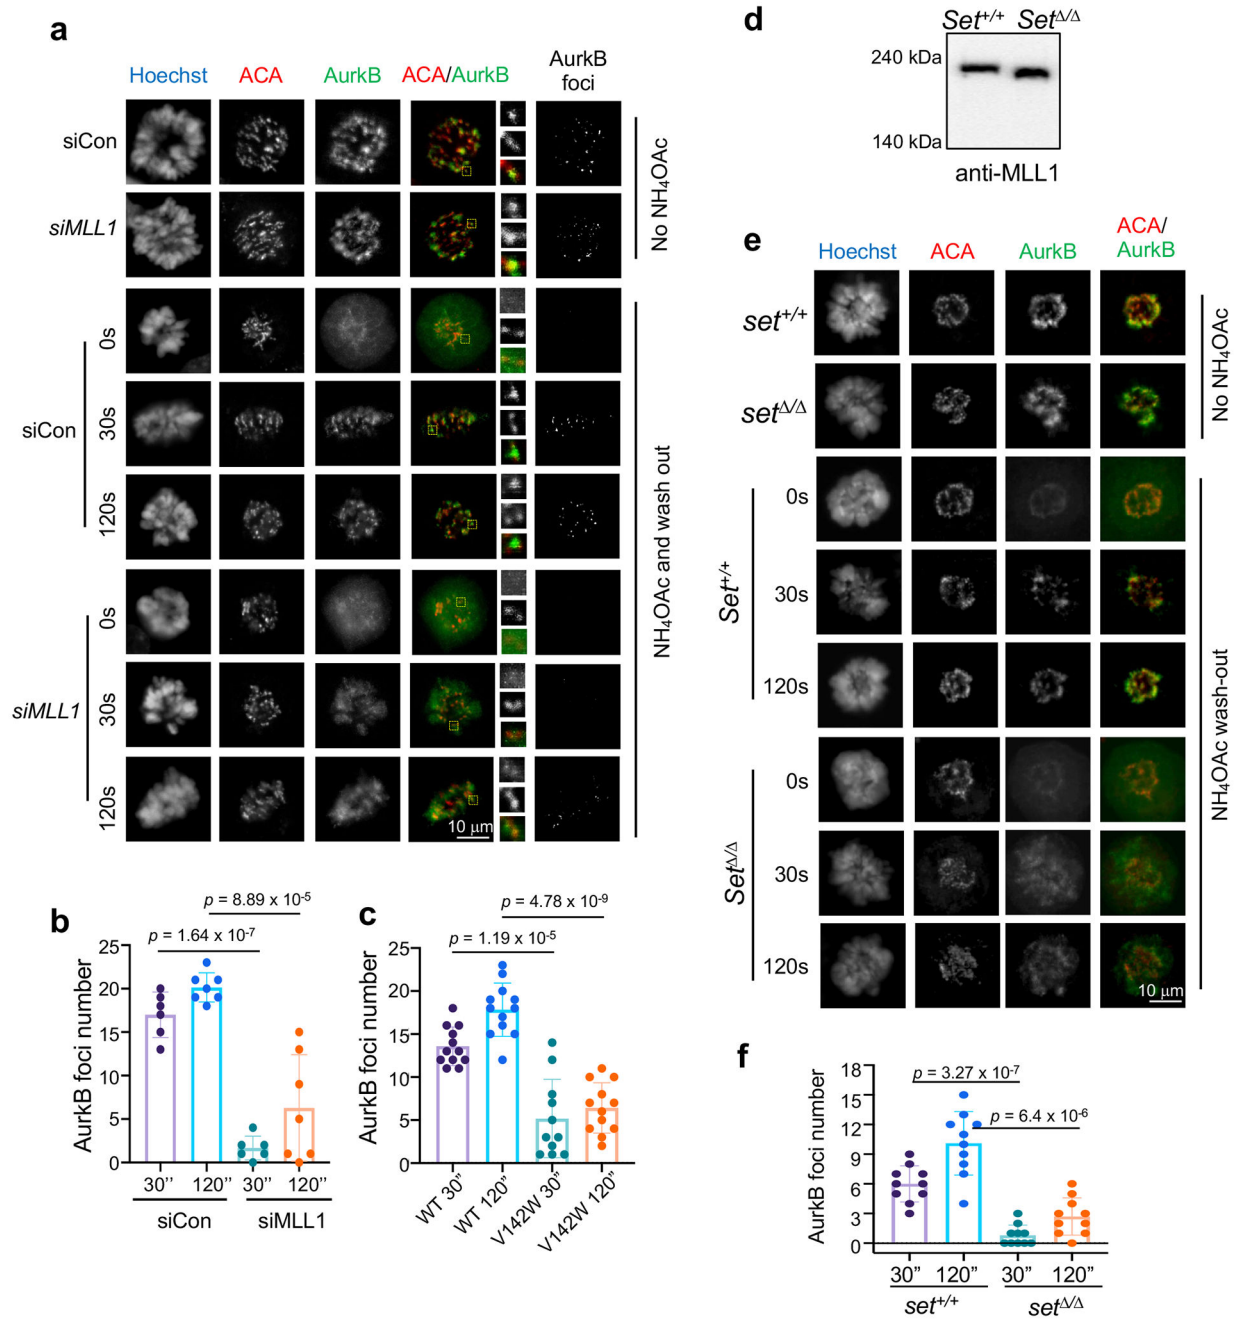 a
Hoechst ACA AurkB ACA/AurkB AurkB
foci
siCon
siMLL1
No NH₄OAc
siCon
0s
30s
120s
siMLL1
0s
30s
120s
NH₄OAc and wash out
10 µm
b
p = 8.89 x 10⁻⁵
p = 1.64 x 10⁻⁷
AurkB foci number
25
20
15
10
5
0
30’’ 120’’ 30’’ 120’’
siCon siMLL1
c
p = 4.78 x 10⁻⁹
p = 1.19 x 10⁻⁵
AurkB foci number
25
20
15
10
5
0
WT 30” WT 120” V142W 30” V142W 120”
d
Set⁺/⁺ SetΔ/Δ
240 kDa
140 kDa
anti-MLL1
e
Hoechst ACA AurkB ACA/
AurkB
set⁺/⁺
setΔ/Δ
No NH₄OAc
Set⁺/⁺
0s
30s
120s
SetΔ/Δ
0s
30s
120s
NH₄OAc wash-out
10 µm
f
p = 3.27 x 10⁻⁷
p = 6.4 x 10⁻⁶
AurkB foci number
18
15
12
9
6
3
0
30” 120” 30” 120”
set⁺/⁺ setΔ/Δ